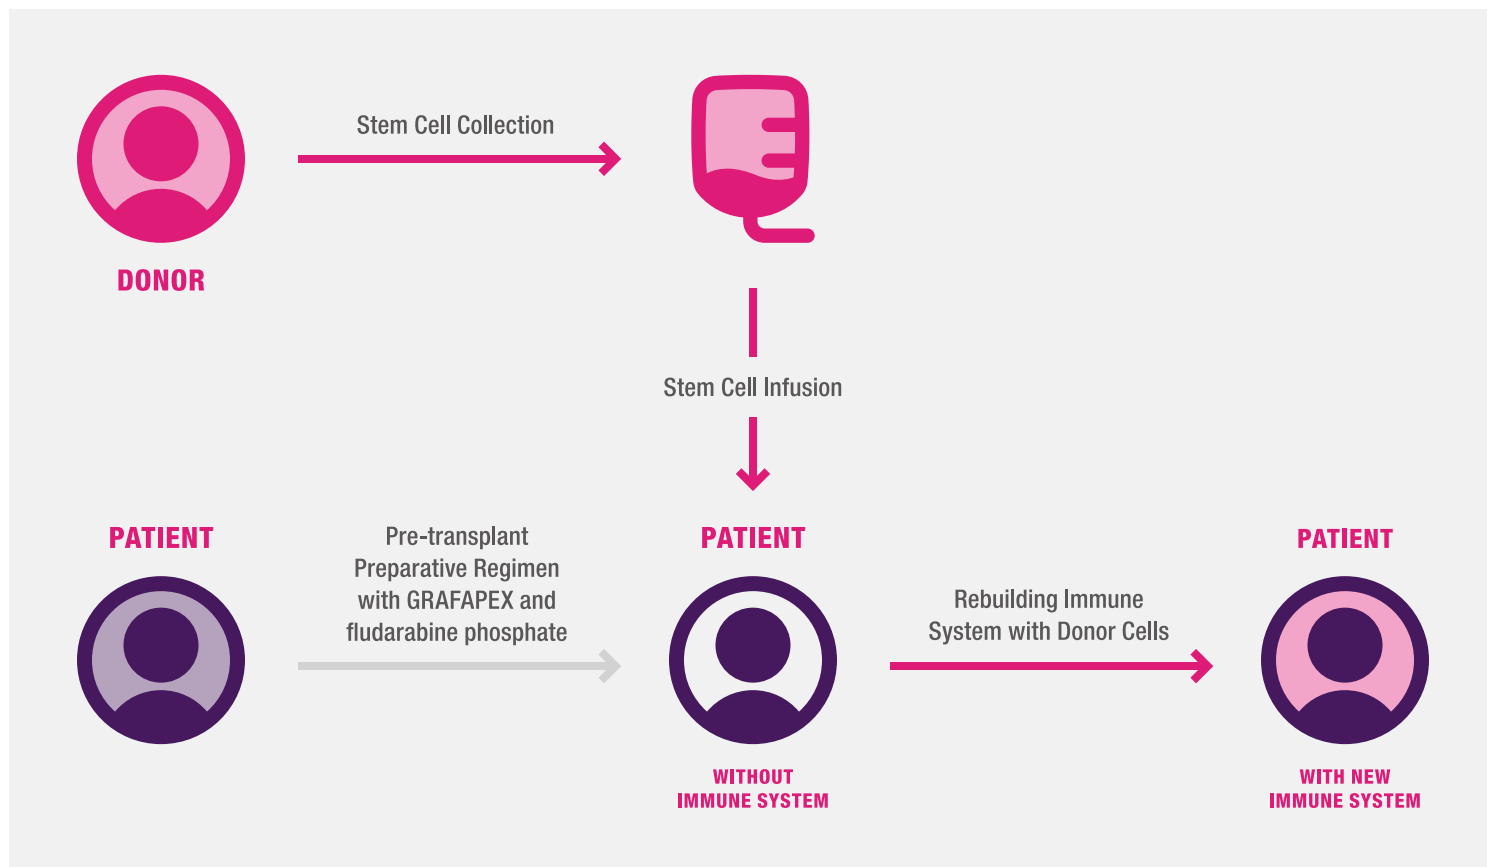 Stem Cell Collection
DONOR
Stem Cell Infusion
PATIENT
Pre-transplant
Preparative Regimen
with GRAFAPEX and
fludarabine phosphate
PATIENT
WITHOUT
IMMUNE SYSTEM
Rebuilding Immune
System with Donor Cells
PATIENT
WITH NEW
IMMUNE SYSTEM